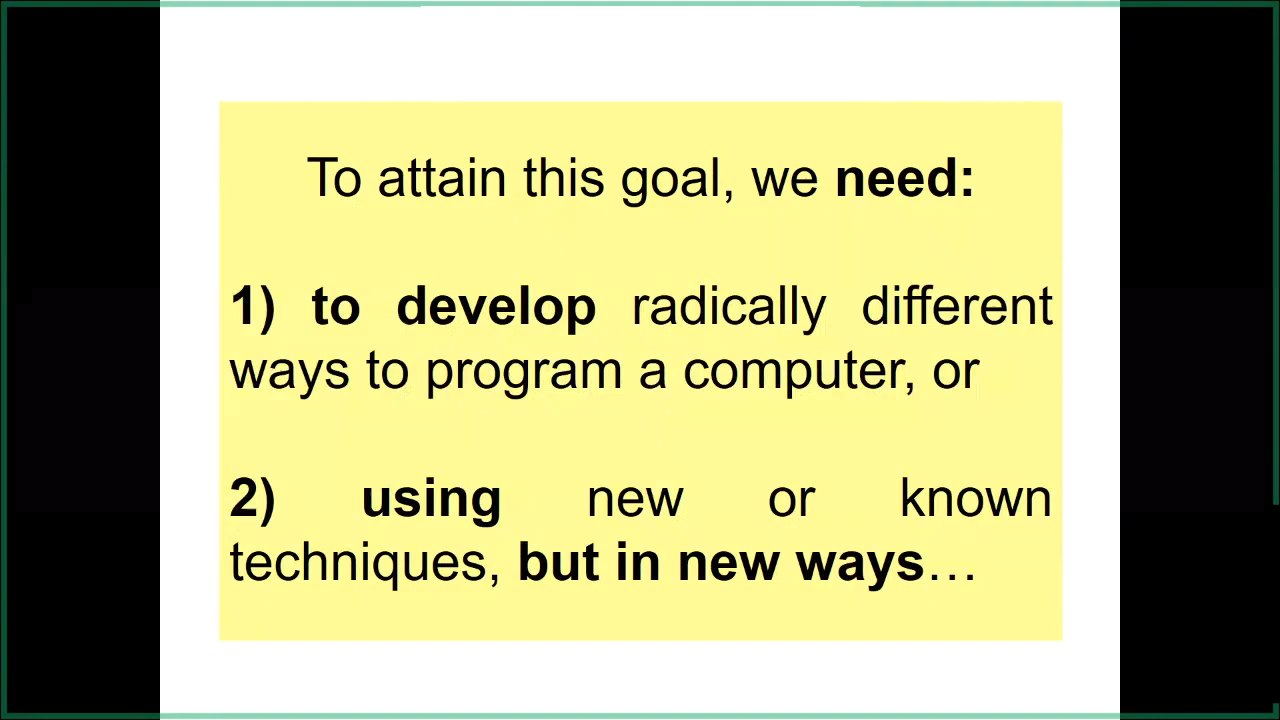 To attain this goal, we need:
1) to develop radically different
ways to program a computer, or
2) using new or known
techniques, but in new ways…